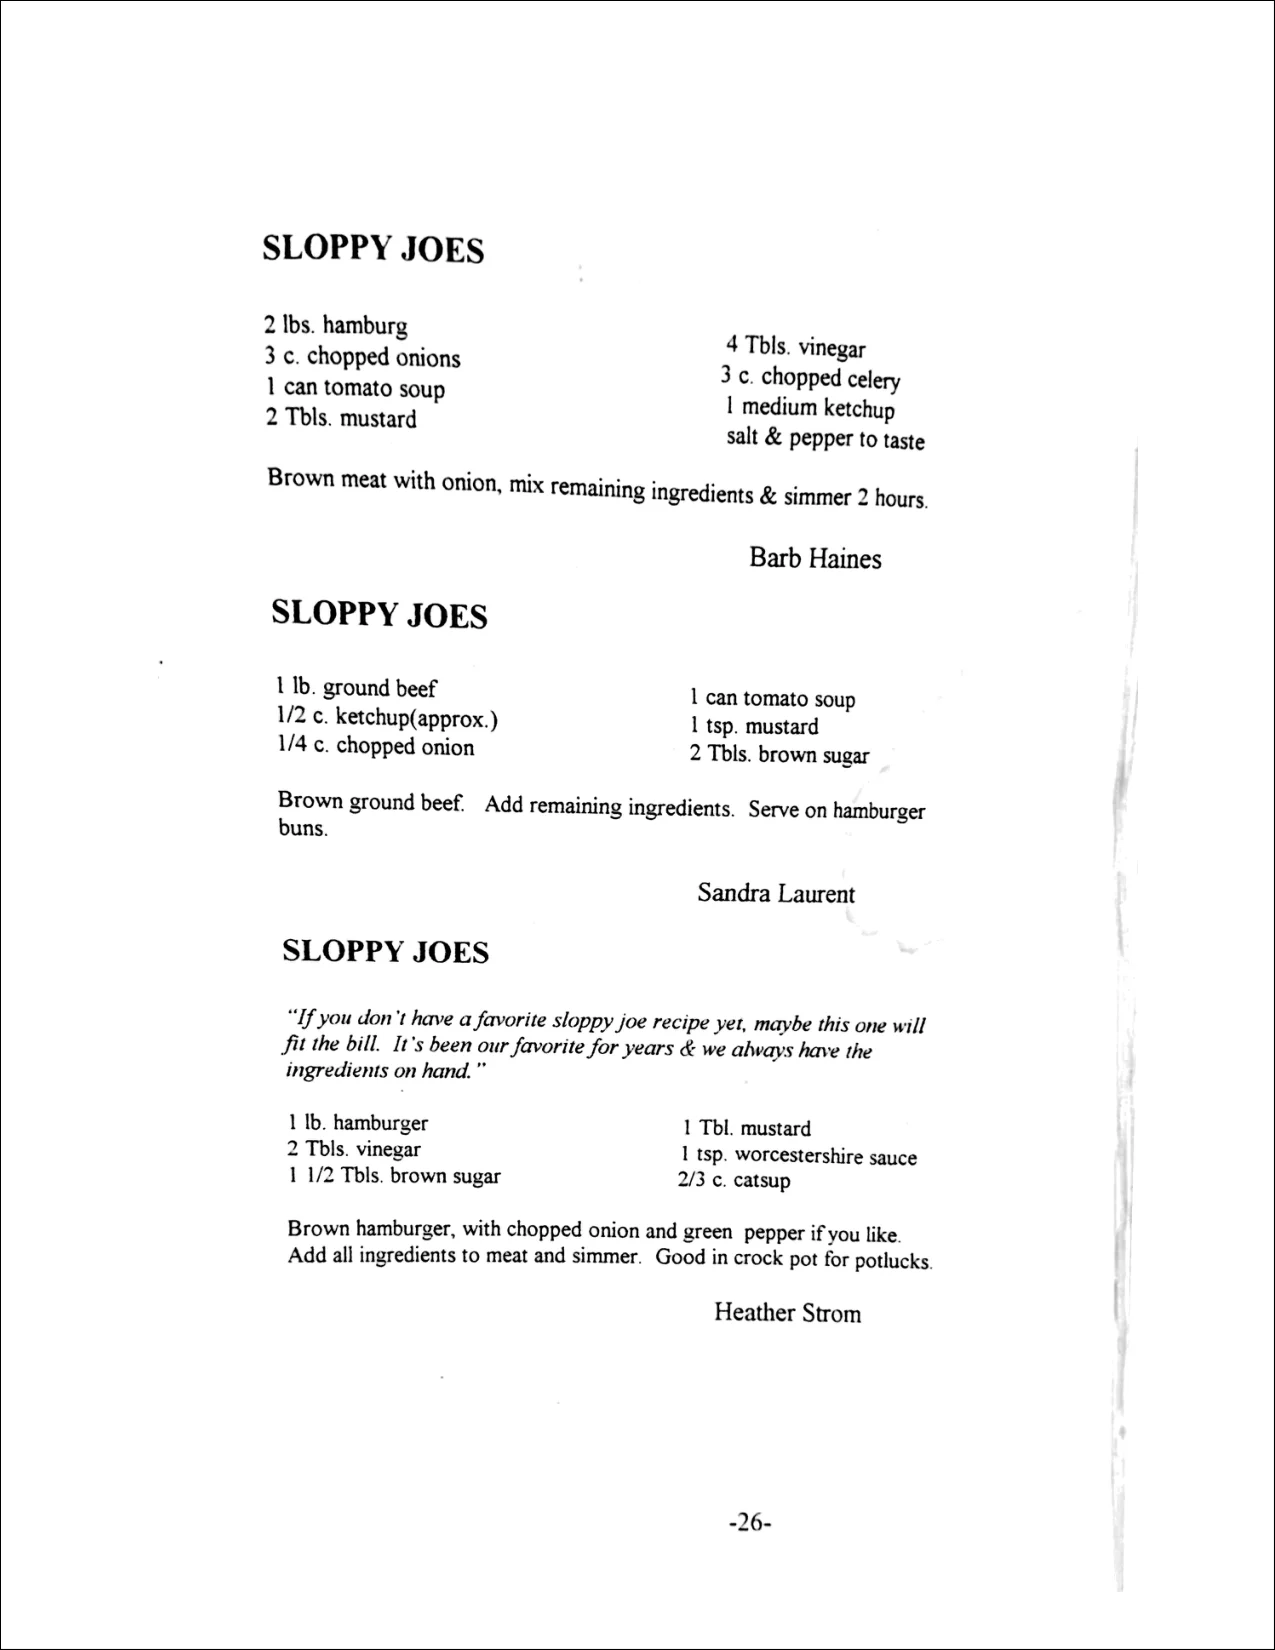 SLOPPY JOES
2 lbs. hamburg
3 c. chopped onions
1 can tomato soup
2 Tbls. mustard
4 Tbls. vinegar
3 c. chopped celery
1 medium ketchup
salt & pepper to taste
Brown meat with onion, mix remaining ingredients & simmer 2 hours.
Barb Haines
SLOPPY JOES
1 lb. ground beef
1/2 c. ketchup(approx.)
1/4 c. chopped onion
1 can tomato soup
1 tsp. mustard
2 Tbls. brown sugar
Brown ground beef. Add remaining ingredients. Serve on hamburger
buns.
Sandra Laurent
SLOPPY JOES
"If you don't have a favorite sloppy joe recipe yet, maybe this one will
fit the bill. It's been our favorite for years & we always have the
ingredients on hand."
1 lb. hamburger
2 Tbls. vinegar
1 1/2 Tbls. brown sugar
1 Tbl. mustard
1 tsp. worcestershire sauce
2/3 c. catsup
Brown hamburger, with chopped onion and green pepper if you like.
Add all ingredients to meat and simmer. Good in crock pot for potlucks.
Heather Strom
-26-